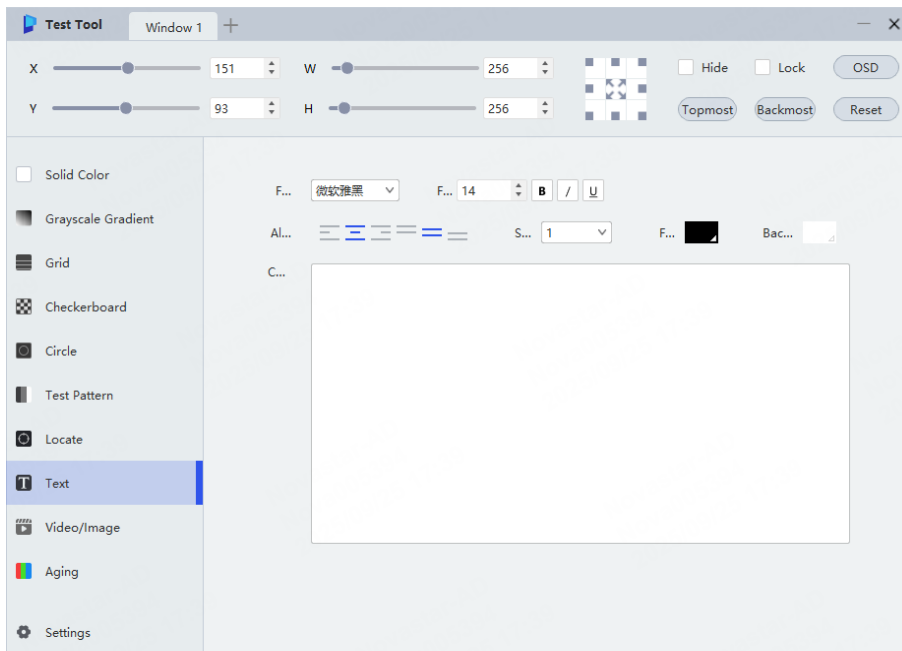 Test Tool Window 1
X 151 W 256 Hide Lock OSD
Y 93 H 256 Topmost Backmost Reset
Solid Color
Grayscale Gradient
Grid
Checkerboard
Circle
Test Pattern
Locate
Text
Video/Image
Aging
Settings
F... 微软雅黑 F... 14 B I U
Al... S... 1 F... Bac...
C...